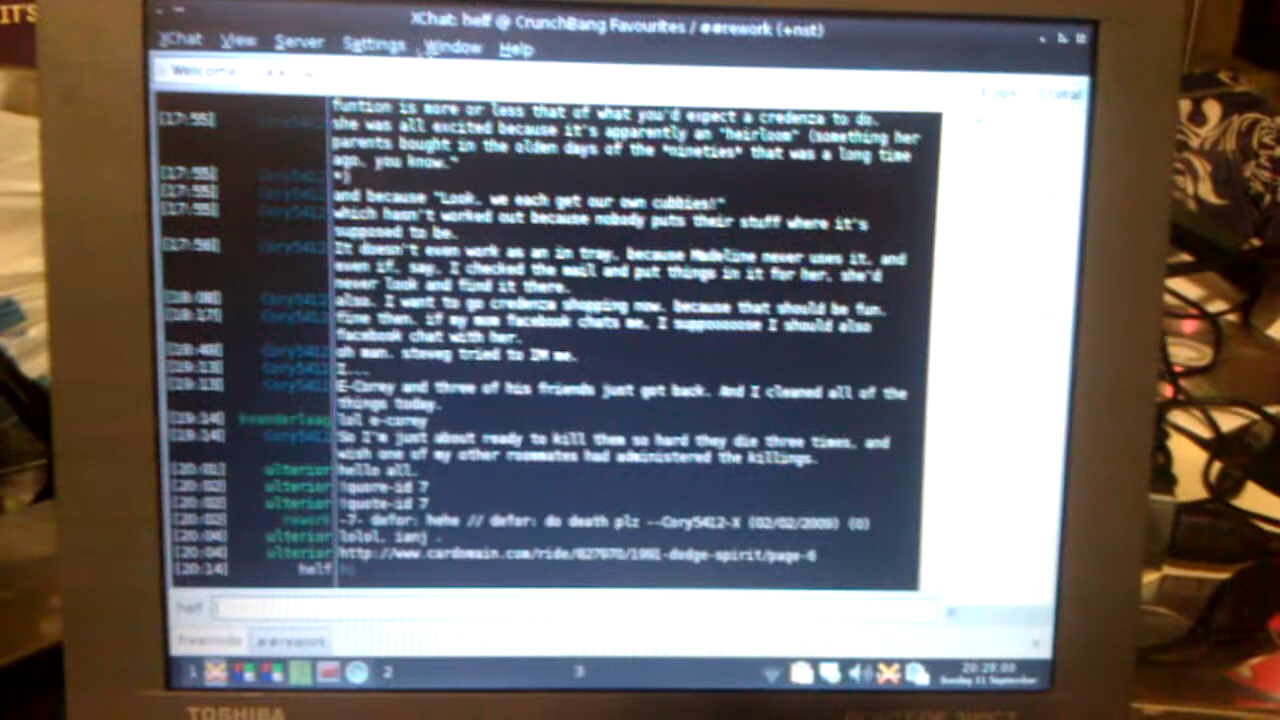 IT'S
XChat: helf @ CrunchBang Favourites / ##rework (+nst)
XChat View Server Settings Window Help
Welcome
funtion is more or less that of what you'd expect a credenza to do.
[17:55] Cory5412 she was all excited because it's apparently an "heirloom" (something her
parents bought in the olden days of the *nineties* that was a long time
ago, you know."
[17:55] Cory5412 *)
[17:55] Cory5412 and because "Look, we each get our own cubbies!"
[17:55] Cory5412 which hasn't worked out because nobody puts their stuff where it's
supposed to be.
[17:56] Cory5412 It doesn't even work as an in tray, because Madeline never uses it, and
even if, say, I checked the mail and put things in it for her, she'd
never look and find it there.
Cory5412 also, I want to go credenza shopping now, because that should be fun.
[18:17] Cory5412 fine then, if my mom facebook chats me, I suppooooose I should also
facebook chat with her.
Cory5412 oh man, steveg tried to IM me.
[19:13] Cory5412 I...
[19:13] Cory5412 E-Corey and three of his friends just got back. And I cleaned all of the
things today.
[19:14] lol e-corey
[19:14] Cory5412 So I'm just about ready to kill them so hard they die three times, and
wish one of my other roommates had administered the killings.
[20:01] ulterior hello all.
[20:02] ulterior !quore-id 7
[20:02] ulterior !quote-id 7
[20:02] rework -7- defor: hehe // defor: do death plz --Cory5412-X (02/02/2009) (0)
[20:04] ulterior lolol, ianj .
[20:04] ulterior http://www.cardomain.com/ride/827970/1991-dodge-spirit/page-6
[20:14] helf hi
helf
freenode ##rework
1 2 3
Sunday 11 September
TOSHIBA